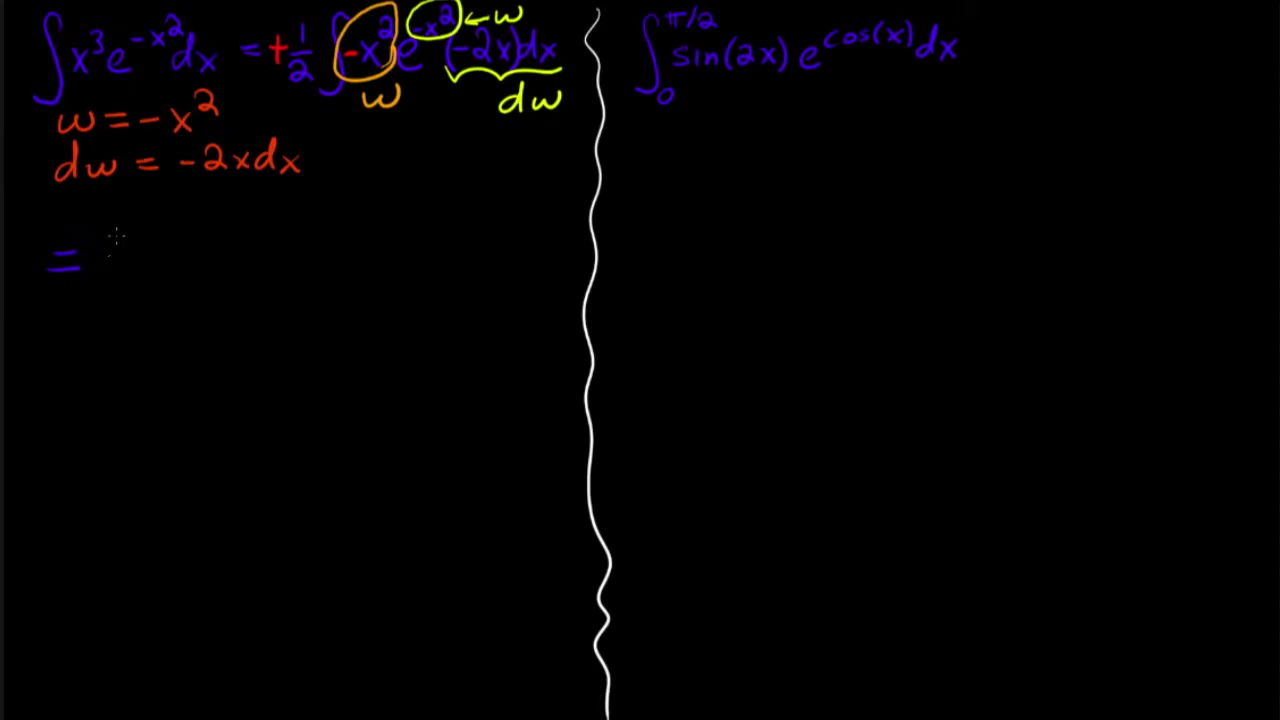 ∫x³e^(-x²)dx = +1/2 ∫-x² e^(-x²) (-2x)dx
← w
w
dw
w = -x²
dw = -2xdx
=
∫₀^(π/2) sin(2x) e^(cos(x)) dx